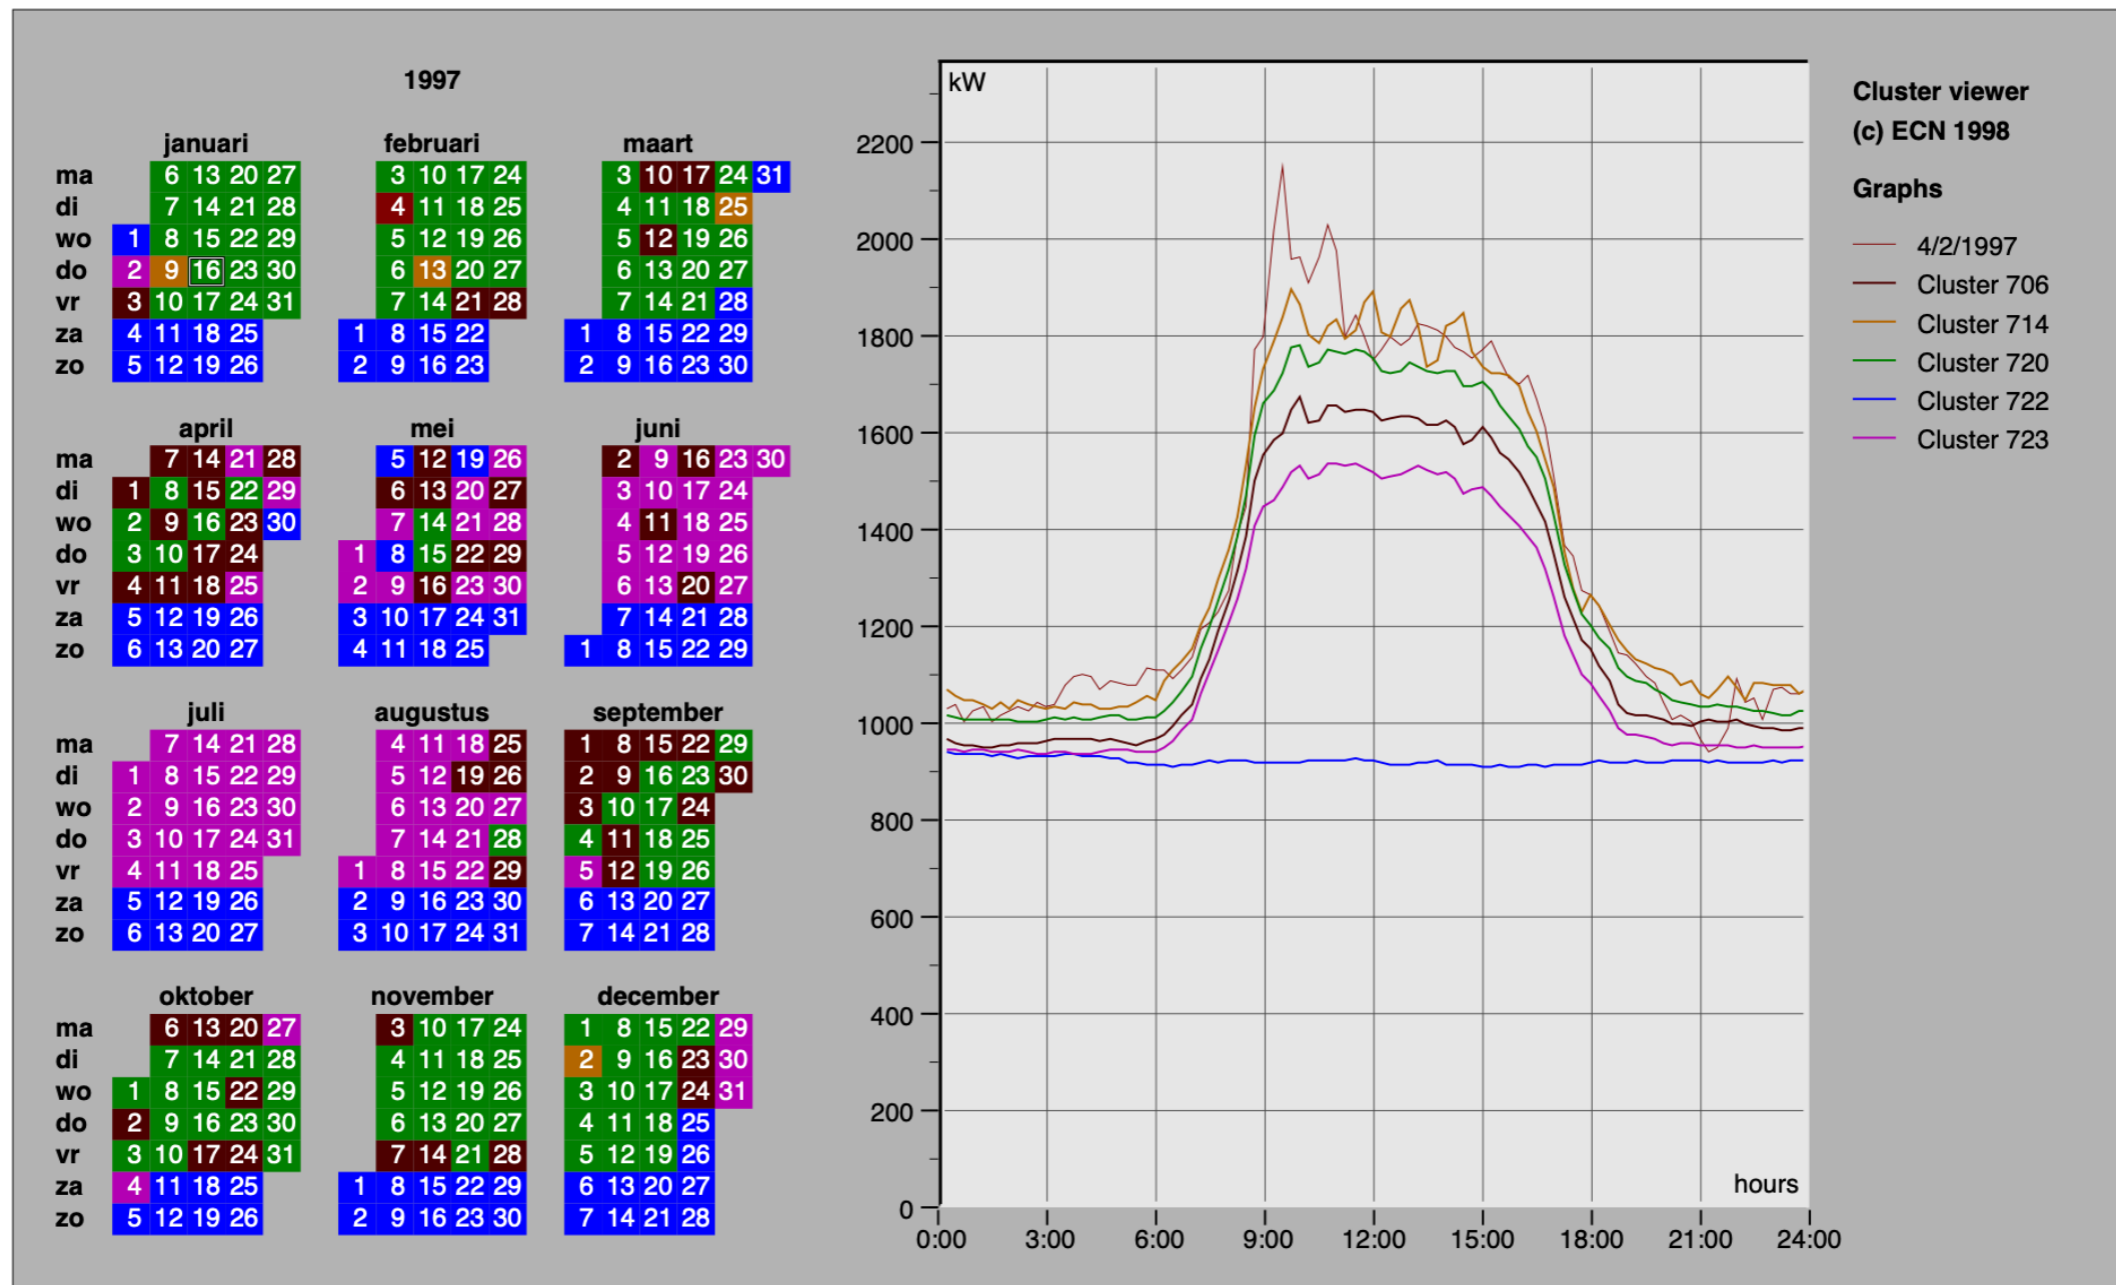 1997
januari februari maart
ma 6 13 20 27 3 10 17 24 3 10 17 24 31
di 7 14 21 28 4 11 18 25 4 11 18 25
wo 1 8 15 22 29 5 12 19 26 5 12 19 26
do 2 9 16 23 30 6 13 20 27 6 13 20 27
vr 3 10 17 24 31 7 14 21 28 7 14 21 28
za 4 11 18 25 1 8 15 22 1 8 15 22 29
zo 5 12 19 26 2 9 16 23 2 9 16 23 30
april mei juni
ma 7 14 21 28 5 12 19 26 2 9 16 23 30
di 1 8 15 22 29 6 13 20 27 3 10 17 24
wo 2 9 16 23 30 7 14 21 28 4 11 18 25
do 3 10 17 24 1 8 15 22 29 5 12 19 26
vr 4 11 18 25 2 9 16 23 30 6 13 20 27
za 5 12 19 26 3 10 17 24 31 7 14 21 28
zo 6 13 20 27 4 11 18 25 1 8 15 22 29
juli augustus september
ma 7 14 21 28 4 11 18 25 1 8 15 22 29
di 1 8 15 22 29 5 12 19 26 2 9 16 23 30
wo 2 9 16 23 30 6 13 20 27 3 10 17 24
do 3 10 17 24 31 7 14 21 28 4 11 18 25
vr 4 11 18 25 1 8 15 22 29 5 12 19 26
za 5 12 19 26 2 9 16 23 30 6 13 20 27
zo 6 13 20 27 3 10 17 24 31 7 14 21 28
oktober november december
ma 6 13 20 27 3 10 17 24 1 8 15 22 29
di 7 14 21 28 4 11 18 25 2 9 16 23 30
wo 1 8 15 22 29 5 12 19 26 3 10 17 24 31
do 2 9 16 23 30 6 13 20 27 4 11 18 25
vr 3 10 17 24 31 7 14 21 28 5 12 19 26
za 4 11 18 25 1 8 15 22 29 6 13 20 27
zo 5 12 19 26 2 9 16 23 30 7 14 21 28
kW
2200
2000
1800
1600
1400
1200
1000
800
600
400
200
0
hours
0:00 3:00 6:00 9:00 12:00 15:00 18:00 21:00 24:00
Cluster viewer
(c) ECN 1998
Graphs
4/2/1997
Cluster 706
Cluster 714
Cluster 720
Cluster 722
Cluster 723